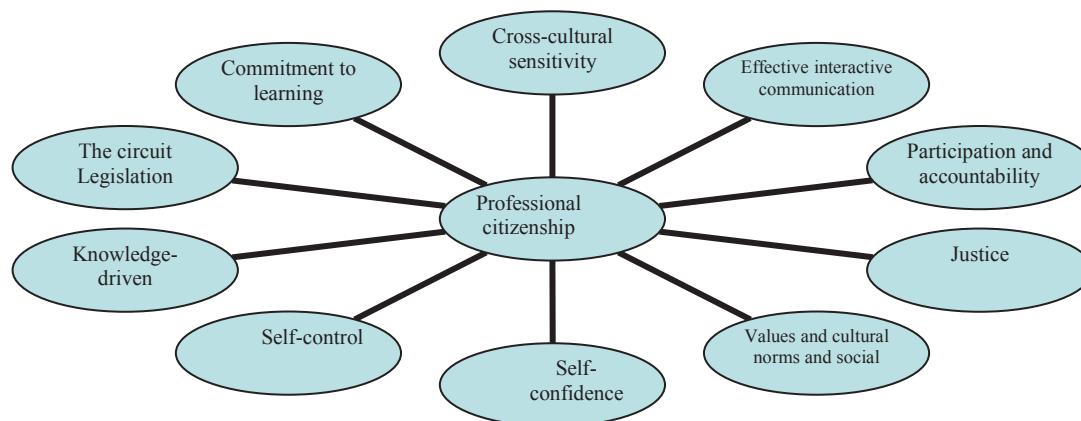 Cross-cultural
sensitivity
Commitment to
learning
Effective interactive
communication
The circuit
Legislation
Participation and
accountability
Professional
citizenship
Knowledge-
driven
Justice
Self-control
Values and cultural
norms and social
Self-
confidence